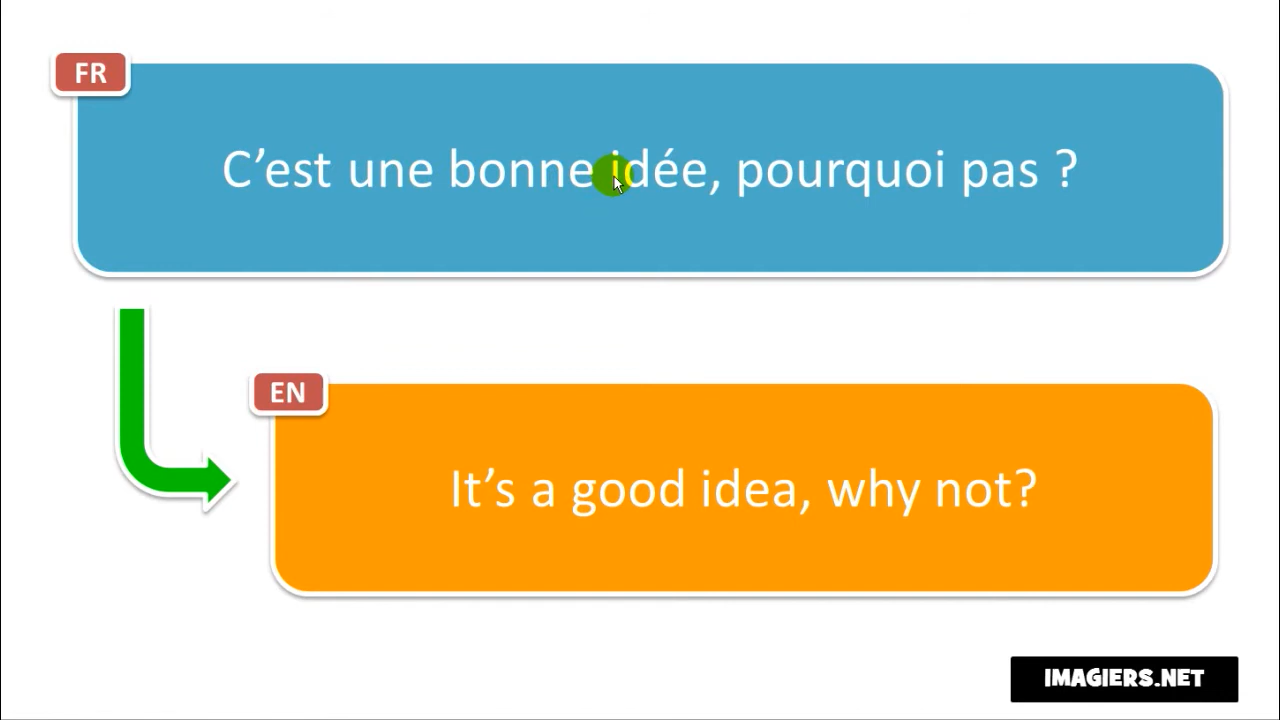 FR
C’est une bonne idée, pourquoi pas ?
EN
It’s a good idea, why not?
IMAGIERS.NET